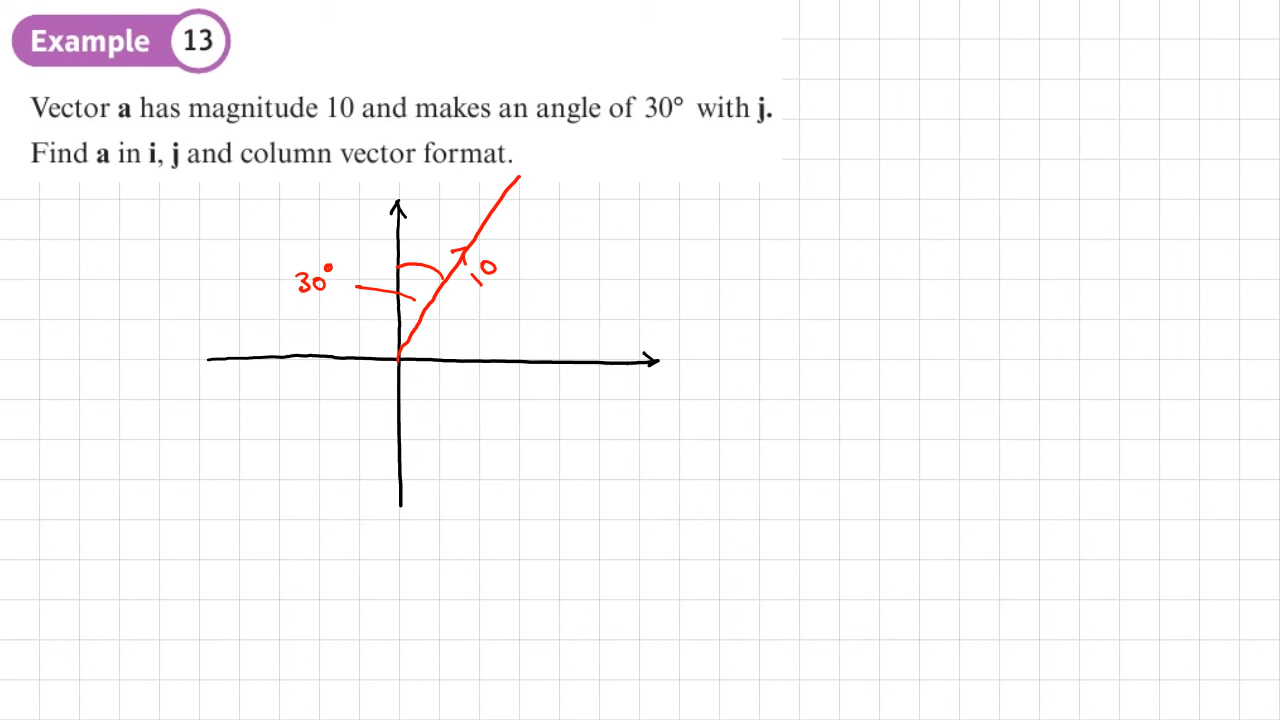 Example 13
Vector a has magnitude 10 and makes an angle of 30° with j.
Find a in i, j and column vector format.
30°
10